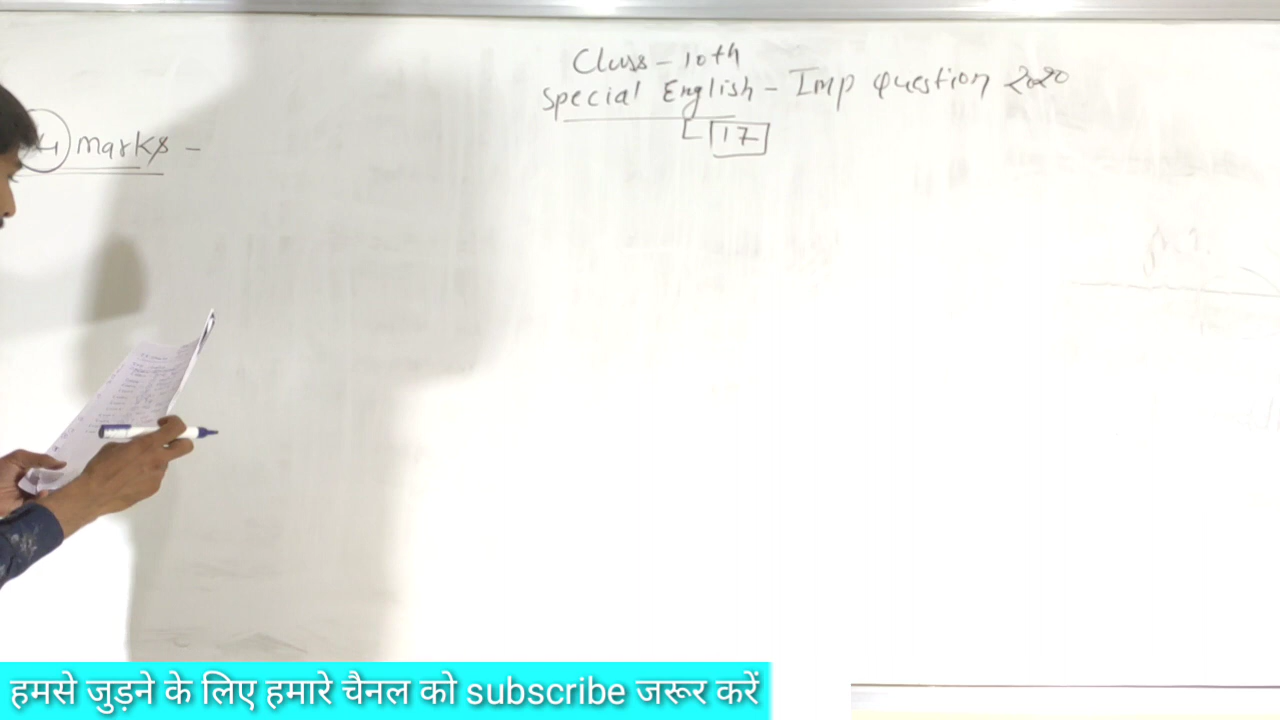 Class - 10th
Special English - Imp question 2020
17
4 marks -
हमसे जुड़ने के लिए हमारे चैनल को subscribe जरूर करें